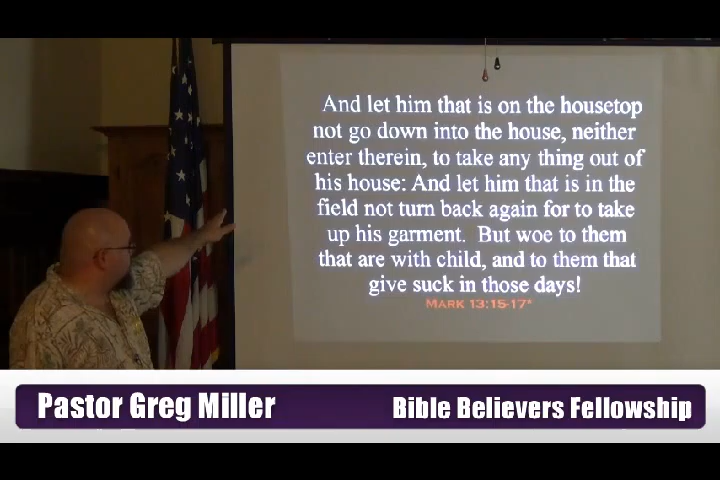 And let him that is on the housetop
not go down into the house, neither
enter therein, to take any thing out of
his house: And let him that is in the
field not turn back again for to take
up his garment.  But woe to them
that are with child, and to them that
give suck in those days!
Mark 13:15-17*
Pastor Greg Miller
Bible Believers Fellowship